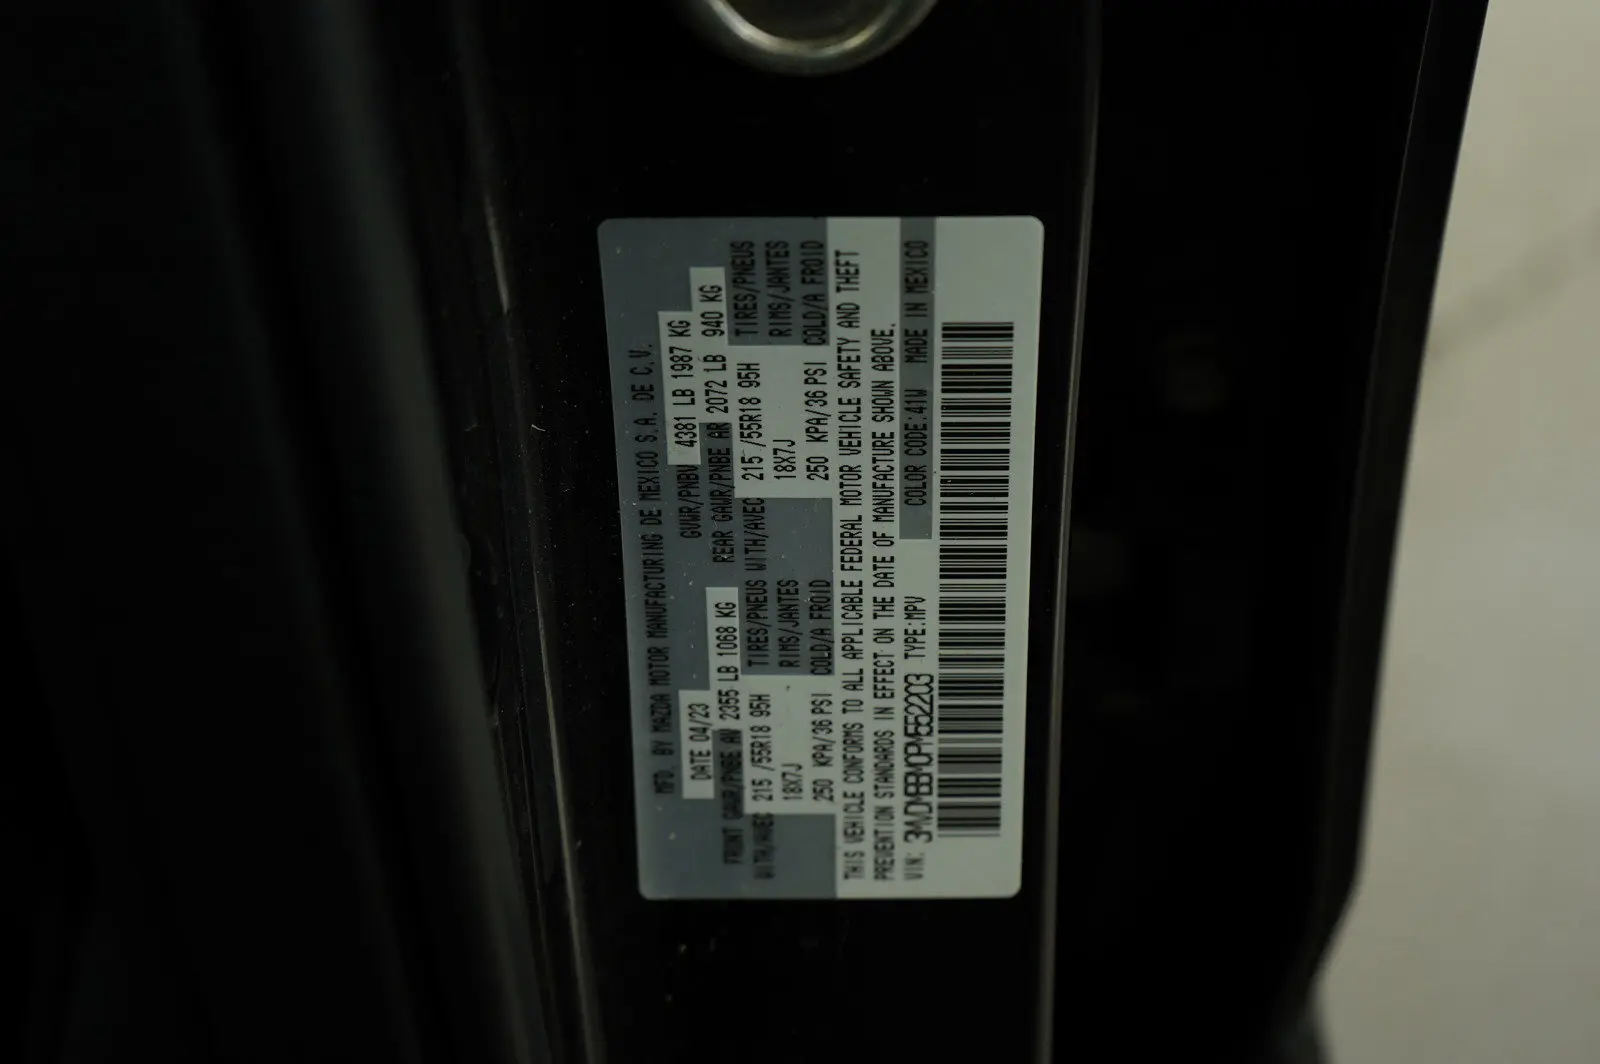 MFD. BY MAZDA MOTOR MANUFACTURING DE MEXICO S.A. DE C.V.
DATE 04/23 GVWR/PNBV 4381 LB 1987 KG
FRONT GAWR/PNBE AV 2355 LB 1068 KG REAR GAWR/PNBE AR 2072 LB 940 KG
WITH/AVEC 215 /55R18 95H TIRES/PNEUS WITH/AVEC 215 /55R18 95H TIRES/PNEUS
18X7J RIMS/JANTES 18X7J RIMS/JANTES
250 KPA/36 PSI COLD/A FROID 250 KPA/36 PSI COLD/A FROID
THIS VEHICLE CONFORMS TO ALL APPLICABLE FEDERAL MOTOR VEHICLE SAFETY AND THEFT
PREVENTION STANDARDS IN EFFECT ON THE DATE OF MANUFACTURE SHOWN ABOVE.
VIN: 3MVDMBBM0PM552203 TYPE:MPV COLOR CODE:41W MADE IN MEXICO